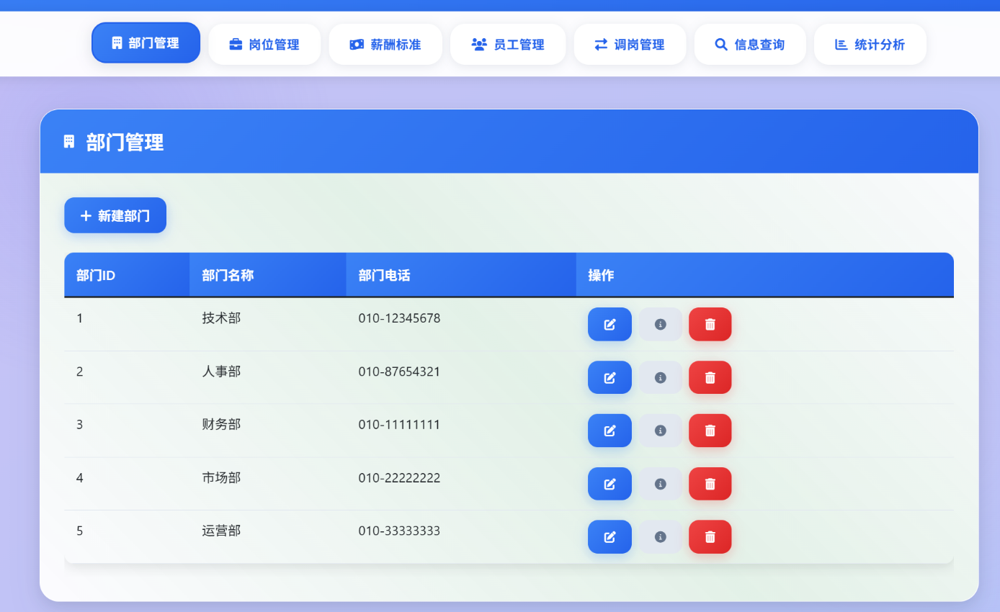 部门管理 岗位管理 薪酬标准 员工管理 调岗管理 信息查询 统计分析
部门管理
新建部门
部门ID 部门名称 部门电话 操作
1 技术部 010-12345678
2 人事部 010-87654321
3 财务部 010-11111111
4 市场部 010-22222222
5 运营部 010-33333333